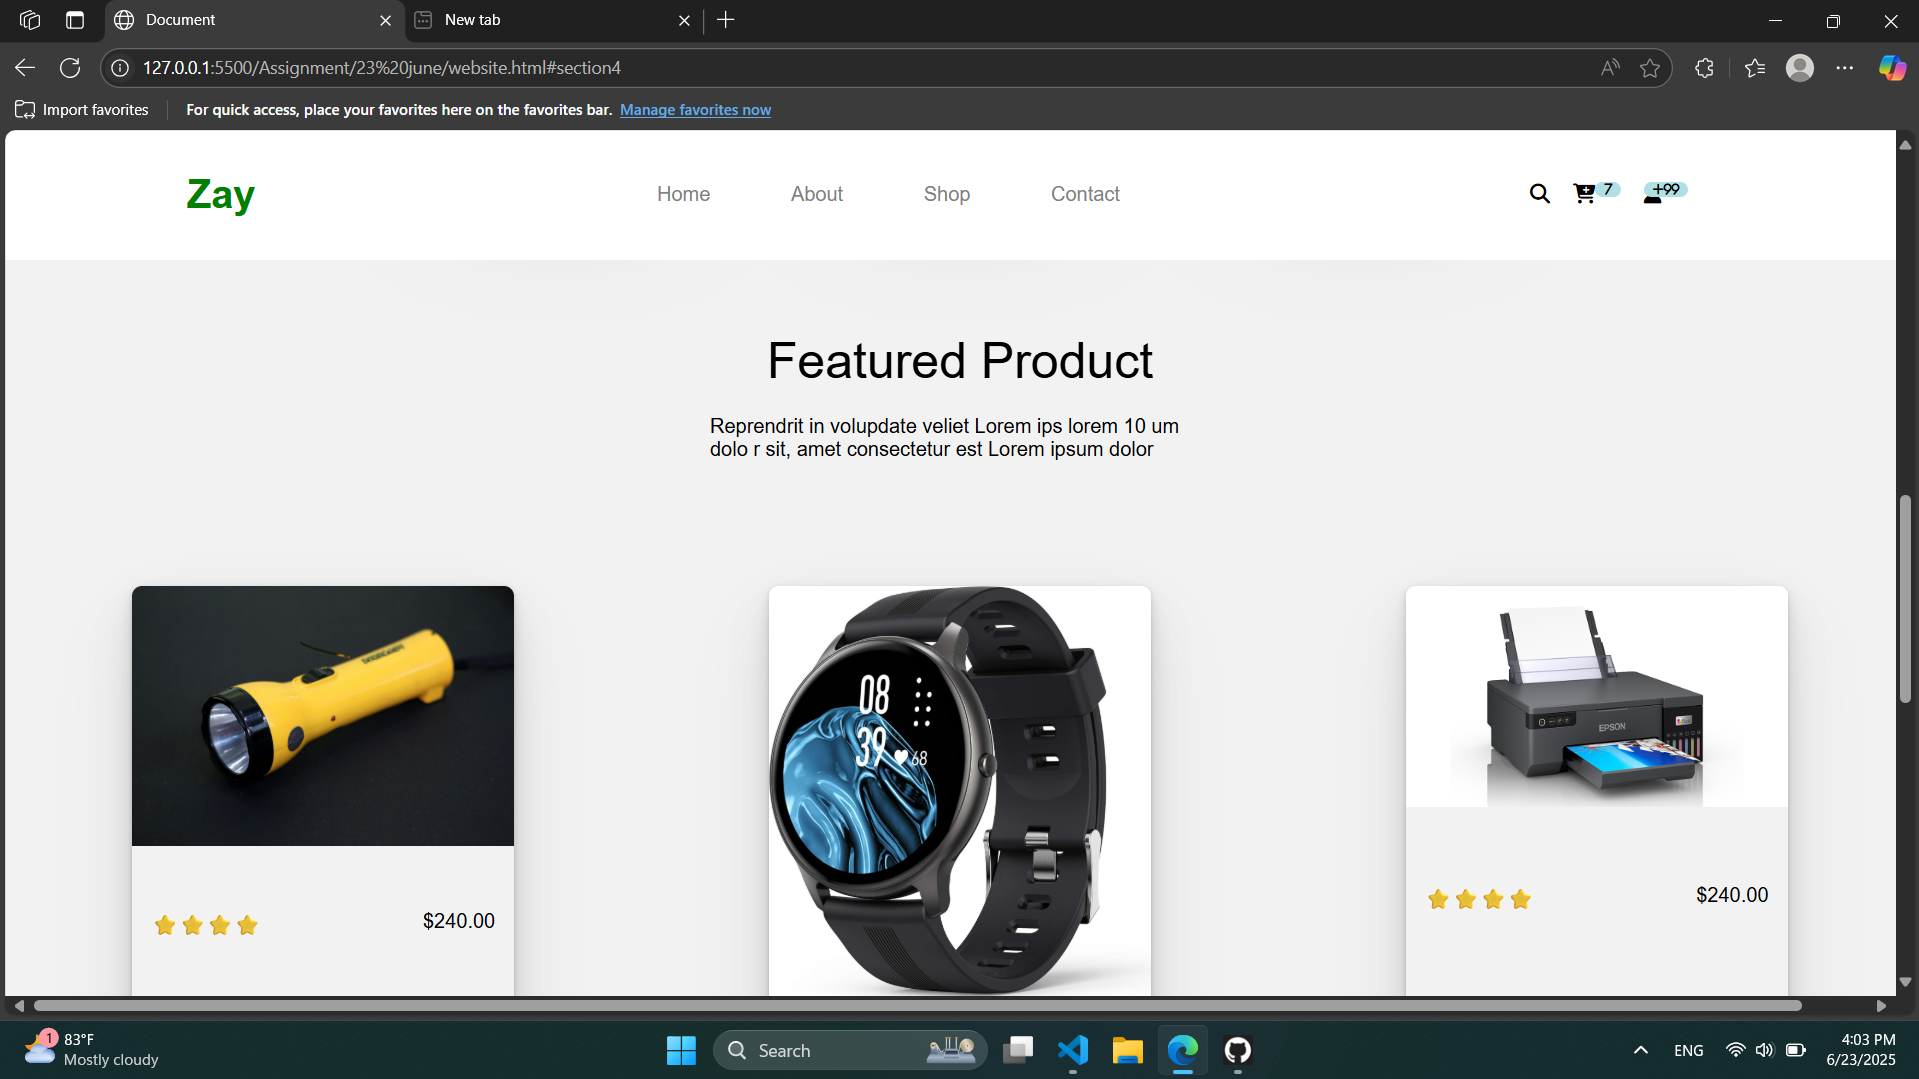 Document
New tab
127.0.0.1:5500/Assignment/23%20june/website.html#section4
Import favorites
For quick access, place your favorites here on the favorites bar. Manage favorites now
Zay
Home
About
Shop
Contact
7
+99
Featured Product
Reprendrit in volupdate veliet Lorem ips lorem 10 um
dolo r sit, amet consectetur est Lorem ipsum dolor
08
39
68
EPSON
$240.00
$240.00
1
83°F
Mostly cloudy
Search
ENG
4:03 PM
6/23/2025